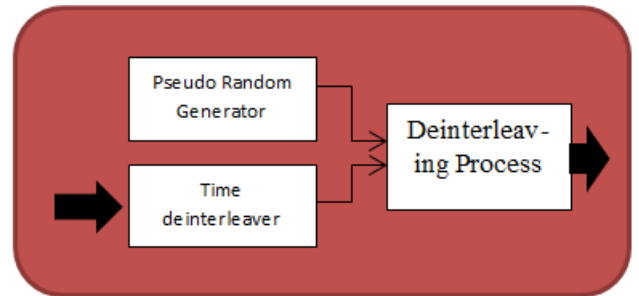 Pseudo Random
Generator
Time
deinterleaver
Deinterleav-
ing Process